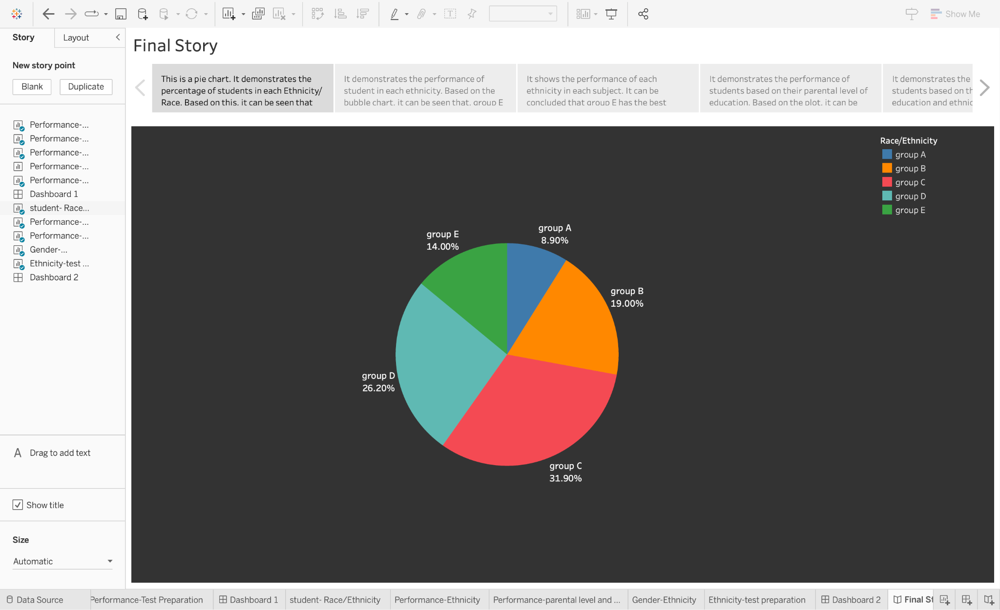 Show Me
Story
Layout
New story point
Blank
Duplicate
Performance-...
Performance-...
Performance-...
Performance-...
Performance-...
Dashboard 1
student- Race...
Performance-...
Performance-...
Gender-...
Ethnicity-test ...
Dashboard 2
A Drag to add text
Show title
Size
Automatic
Final Story
This is a pie chart. It demonstrates the
percentage of students in each Ethnicity/
Race. Based on this, it can be seen that
It demonstrates the performance of
student in each ethnicity. Based on the
bubble chart, it can be seen that, group E
It shows the performance of each
ethnicity in each subject. It can be
concluded that group E has the best
It demonstrates the performance of
students based on their parental level of
education. Based on the plot, it can be
It demonstrates the
students based on th
education and ethnic
Race/Ethnicity
group A
group B
group C
group D
group E
group A
8.90%
group E
14.00%
group B
19.00%
group D
26.20%
group C
31.90%
Data Source
Performance-Test Preparation
Dashboard 1
student- Race/Ethnicity
Performance-Ethnicity
Performance-parental level and ...
Gender-Ethnicity
Ethnicity-test preparation
Dashboard 2
Final St